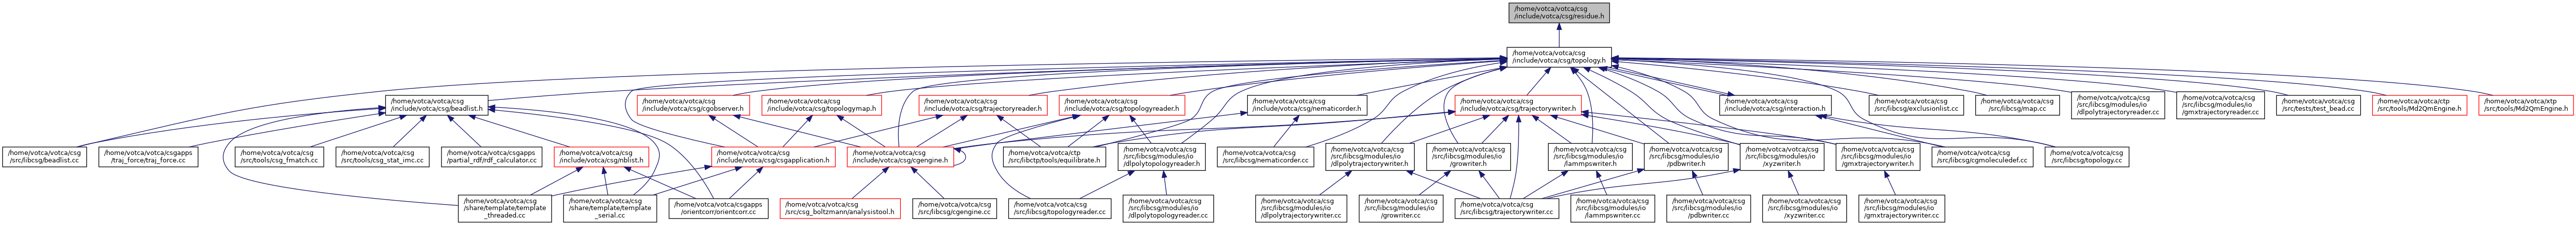 /home/votca/votca/csg
/include/votca/csg/residue.h
/home/votca/votca/csg
/include/votca/csg/topology.h
/home/votca/votca/csg
/include/votca/csg/beadlist.h
/home/votca/votca/csg
/include/votca/csg/cgobserver.h
/home/votca/votca/csg
/include/votca/csg/topologymap.h
/home/votca/votca/csg
/include/votca/csg/trajectoryreader.h
/home/votca/votca/csg
/include/votca/csg/topologyreader.h
/home/votca/votca/csg
/include/votca/csg/nematicorder.h
/home/votca/votca/csg
/include/votca/csg/trajectorywriter.h
/home/votca/votca/csg
/include/votca/csg/interaction.h
/home/votca/votca/csg
/src/libcsg/exclusionlist.cc
/home/votca/votca/csg
/src/libcsg/map.cc
/home/votca/votca/csg
/src/libcsg/modules/io
/dlpolytrajectoryreader.cc
/home/votca/votca/csg
/src/libcsg/modules/io
/gmxtrajectoryreader.cc
/home/votca/votca/csg
/src/tests/test_bead.cc
/home/votca/votca/ctp
/src/tools/Md2QmEngine.h
/home/votca/votca/xtp
/src/tools/Md2QmEngine.h
/home/votca/votca/csg
/src/libcsg/beadlist.cc
/home/votca/votca/csgapps
/traj_force/traj_force.cc
/home/votca/votca/csg
/src/tools/csg_fmatch.cc
/home/votca/votca/csg
/src/tools/csg_stat_imc.cc
/home/votca/votca/csgapps
/partial_rdf/rdf_calculator.cc
/home/votca/votca/csg
/include/votca/csg/nblist.h
/home/votca/votca/csg
/include/votca/csg/csgapplication.h
/home/votca/votca/csg
/include/votca/csg/cgengine.h
/home/votca/votca/ctp
/src/libctp/tools/equilibrate.h
/home/votca/votca/csg
/src/libcsg/modules/io
/dlpolytopologyreader.h
/home/votca/votca/csg
/src/libcsg/nematicorder.cc
/home/votca/votca/csg
/src/libcsg/modules/io
/dlpolytrajectorywriter.h
/home/votca/votca/csg
/src/libcsg/modules/io
/growriter.h
/home/votca/votca/csg
/src/libcsg/modules/io
/lammpswriter.h
/home/votca/votca/csg
/src/libcsg/modules/io
/pdbwriter.h
/home/votca/votca/csg
/src/libcsg/modules/io
/xyzwriter.h
/home/votca/votca/csg
/src/libcsg/modules/io
/gmxtrajectorywriter.h
/home/votca/votca/csg
/src/libcsg/cgmoleculedef.cc
/home/votca/votca/csg
/src/libcsg/topology.cc
/home/votca/votca/csg
/share/template/template
_threaded.cc
/home/votca/votca/csg
/share/template/template
_serial.cc
/home/votca/votca/csgapps
/orientcorr/orientcorr.cc
/home/votca/votca/csg
/src/csg_boltzmann/analysistool.h
/home/votca/votca/csg
/src/libcsg/cgengine.cc
/home/votca/votca/csg
/src/libcsg/topologyreader.cc
/home/votca/votca/csg
/src/libcsg/modules/io
/dlpolytopologyreader.cc
/home/votca/votca/csg
/src/libcsg/modules/io
/dlpolytrajectorywriter.cc
/home/votca/votca/csg
/src/libcsg/modules/io
/growriter.cc
/home/votca/votca/csg
/src/libcsg/trajectorywriter.cc
/home/votca/votca/csg
/src/libcsg/modules/io
/lammpswriter.cc
/home/votca/votca/csg
/src/libcsg/modules/io
/pdbwriter.cc
/home/votca/votca/csg
/src/libcsg/modules/io
/xyzwriter.cc
/home/votca/votca/csg
/src/libcsg/modules/io
/gmxtrajectorywriter.cc